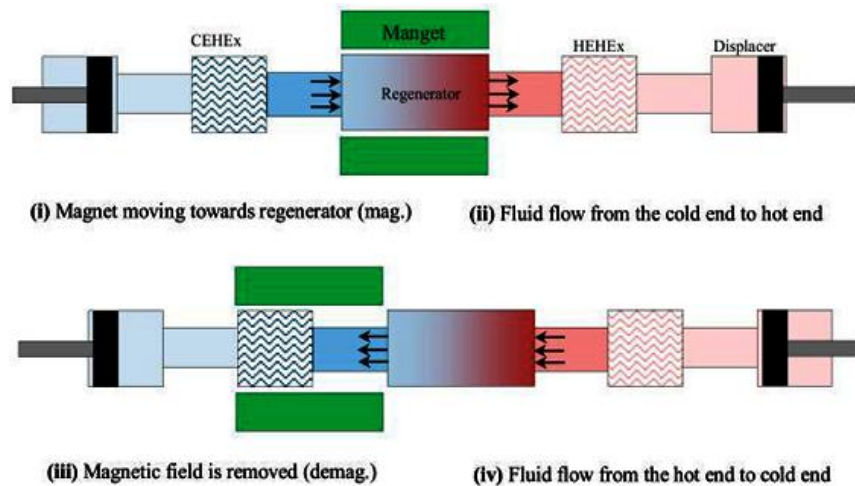 Manget
CEHEx
HEHEx
Displacer
Regenerator
(i) Magnet moving towards regenerator (mag.)
(ii) Fluid flow from the cold end to hot end
(iii) Magnetic field is removed (demag.)
(iv) Fluid flow from the hot end to cold end